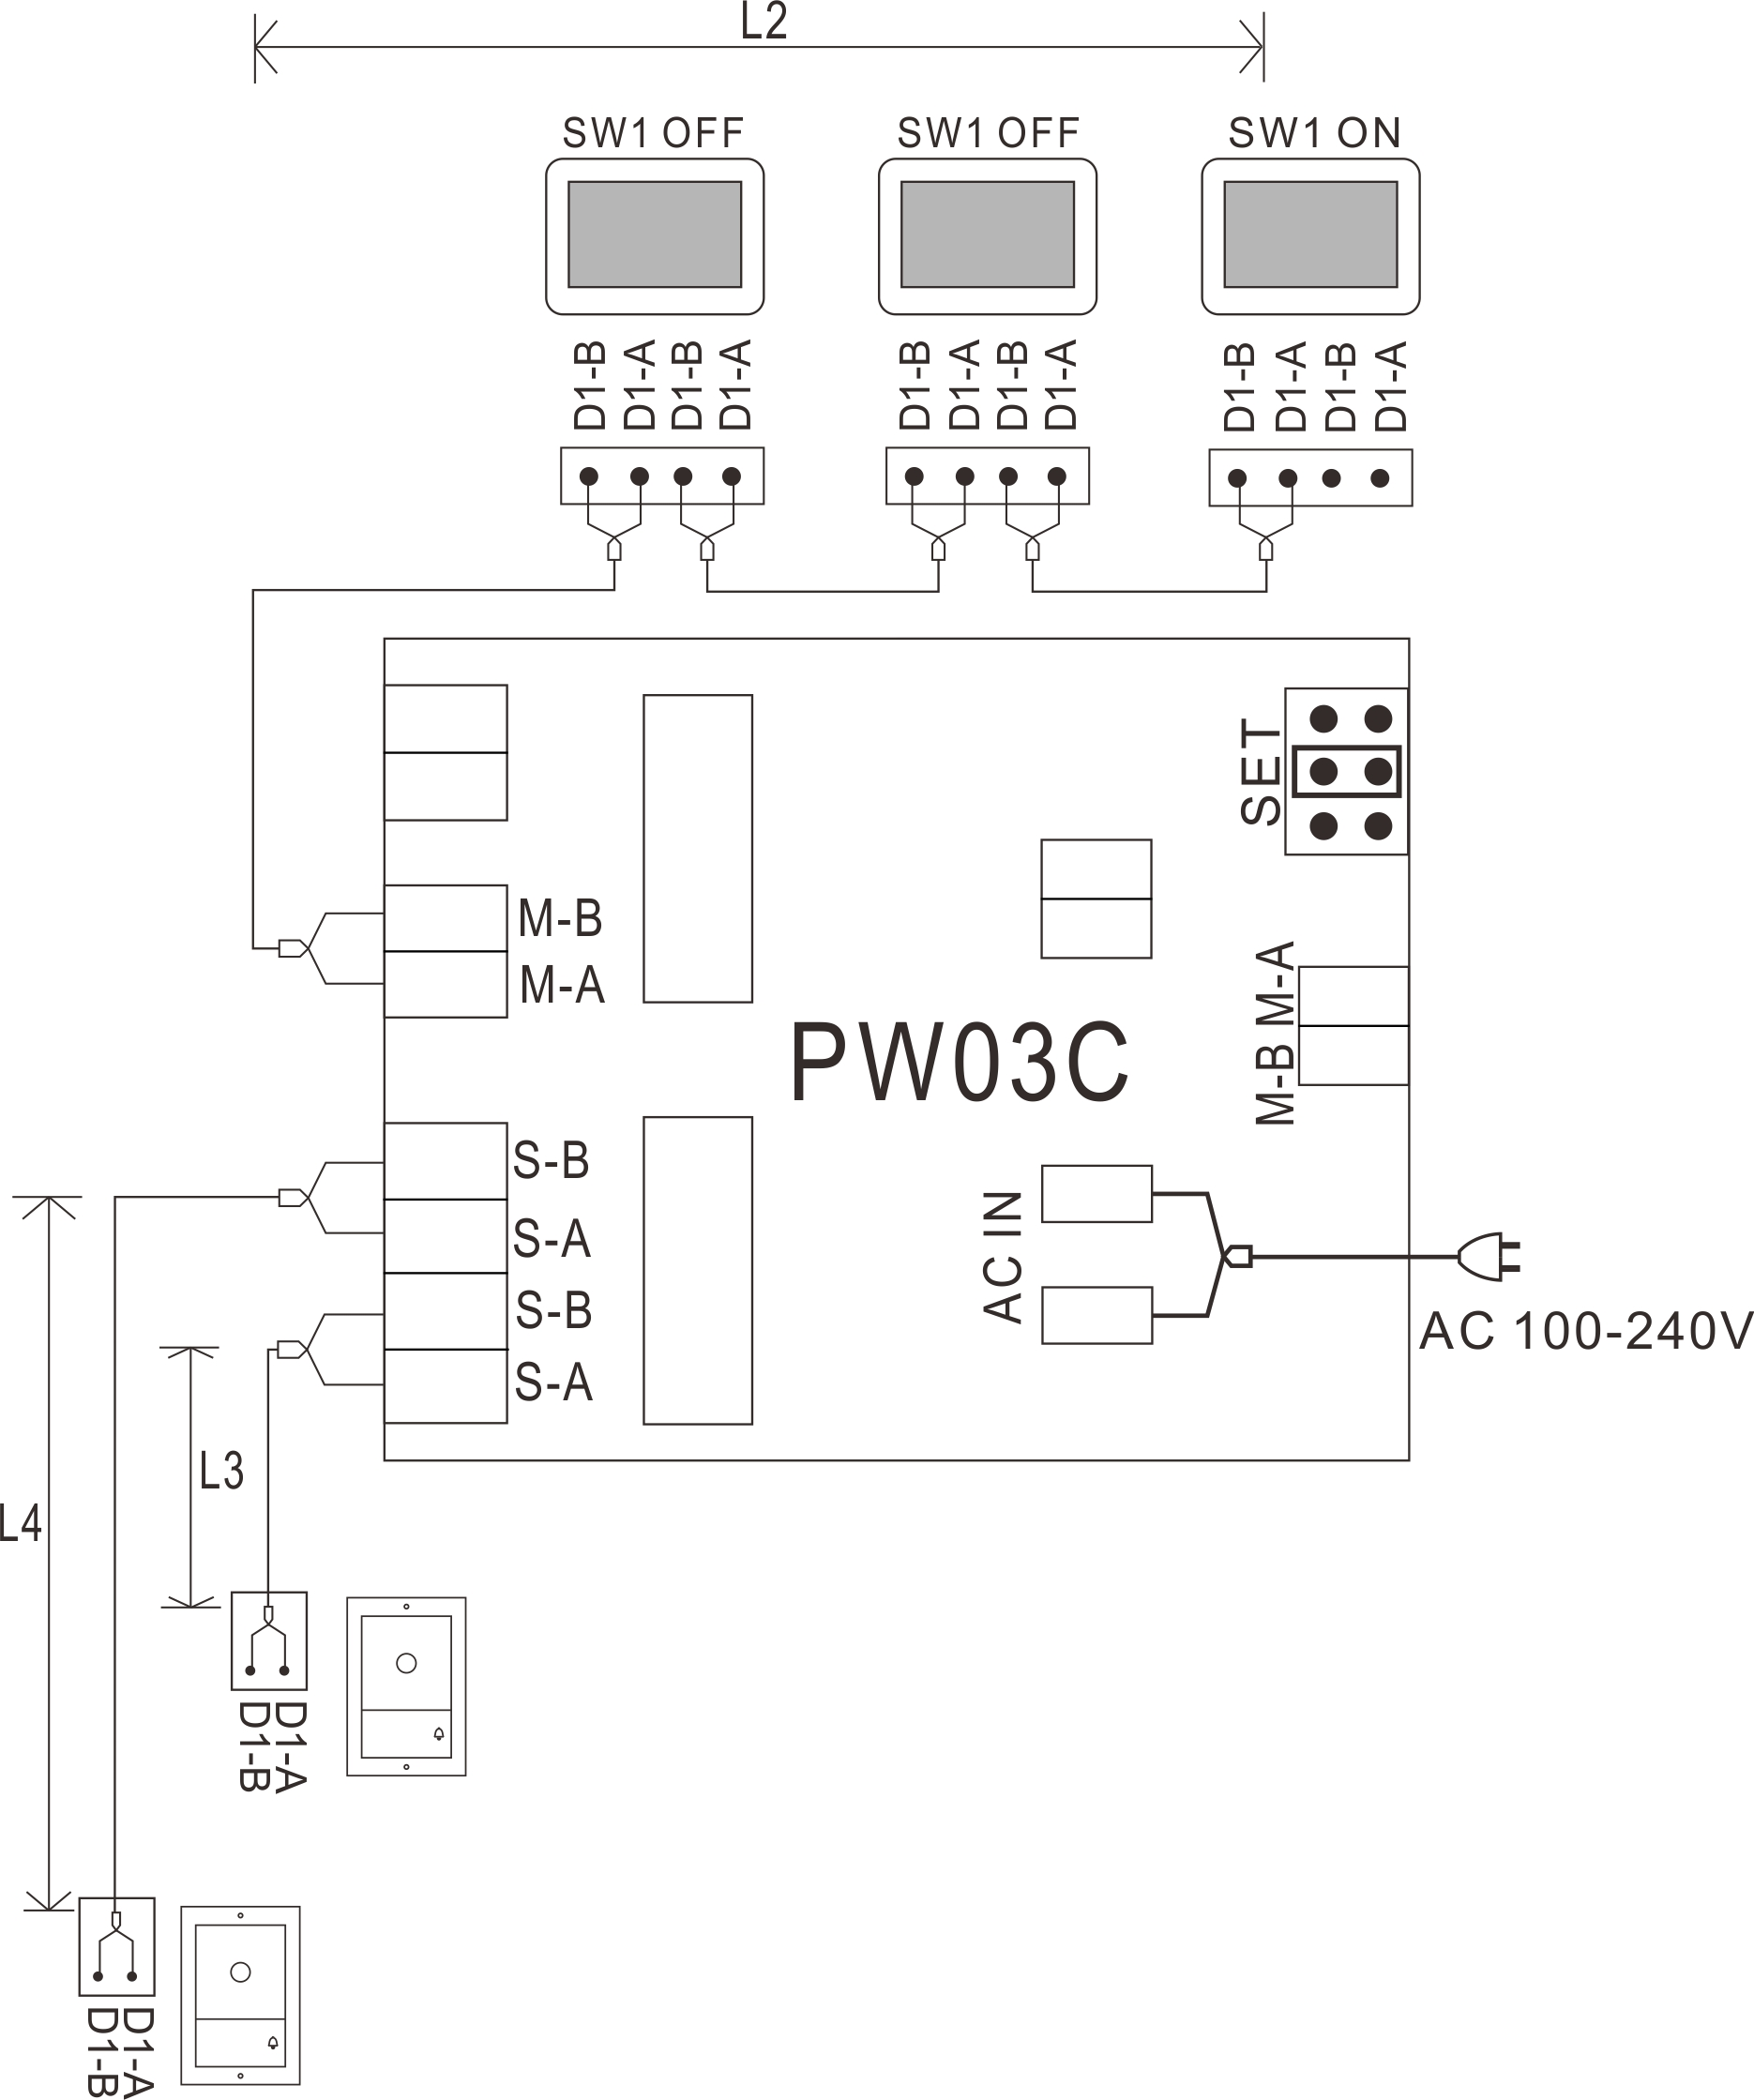 L2
SW1 OFF
SW1 OFF
SW1 ON
D1-B
D1-A
D1-B
D1-A
D1-B
D1-A
D1-B
D1-A
D1-B
D1-A
D1-B
D1-A
SET
M-B
M-A
M-B M-A
PW03C
S-B
S-A
S-B
S-A
AC IN
AC 100-240V
L3
L4
D1-A
D1-B
D1-A
D1-B